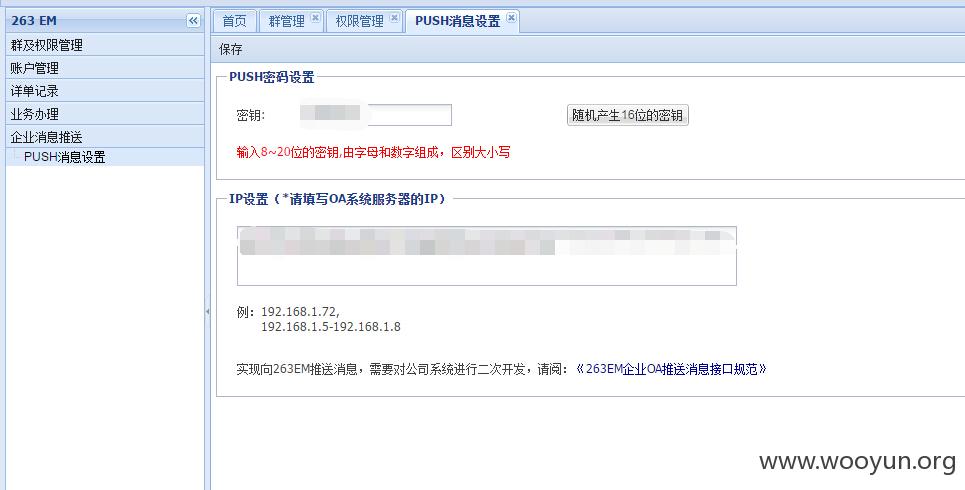 263 EM
群及权限管理
账户管理
详单记录
业务办理
企业消息推送
PUSH消息设置
首页 群管理 权限管理 PUSH消息设置
保存
PUSH密码设置
密钥: 随机产生16位的密钥
输入8~20位的密钥,由字母和数字组成，区别大小写
IP设置（*请填写OA系统服务器的IP）
例：192.168.1.72,
192.168.1.5-192.168.1.8
实现向263EM推送消息，需要对公司系统进行二次开发，请阅：《263EM企业OA推送消息接口规范》
www.wooyun.org